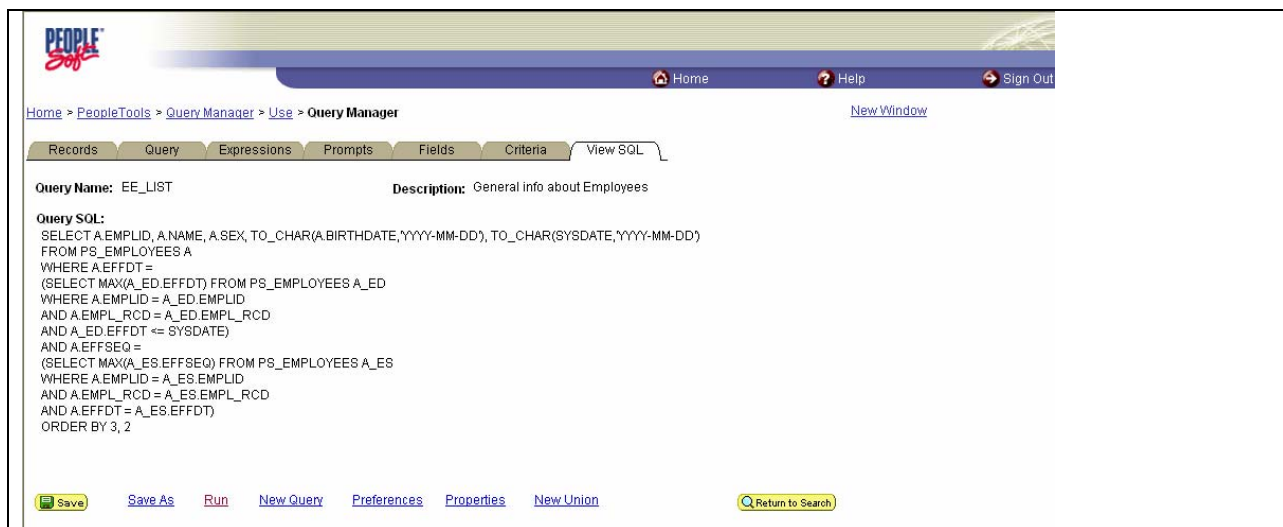 PEOPLE
Soft
Home Help Sign Out
Home > PeopleTools > Query Manager > Use > Query Manager New Window
Records Query Expressions Prompts Fields Criteria View SQL
Query Name: EE_LIST Description: General info about Employees
Query SQL:
SELECT A.EMPLID, A.NAME, A.SEX, TO_CHAR(A.BIRTHDATE,'YYYY-MM-DD'), TO_CHAR(SYSDATE,'YYYY-MM-DD')
FROM PS_EMPLOYEES A
WHERE A.EFFDT =
(SELECT MAX(A_ED.EFFDT) FROM PS_EMPLOYEES A_ED
WHERE A.EMPLID = A_ED.EMPLID
AND A.EMPL_RCD = A_ED.EMPL_RCD
AND A_ED.EFFDT <= SYSDATE)
AND A.EFFSEQ =
(SELECT MAX(A_ES.EFFSEQ) FROM PS_EMPLOYEES A_ES
WHERE A.EMPLID = A_ES.EMPLID
AND A.EMPL_RCD = A_ES.EMPL_RCD
AND A.EFFDT = A_ES.EFFDT)
ORDER BY 3, 2
Save Save As Run New Query Preferences Properties New Union Return to Search